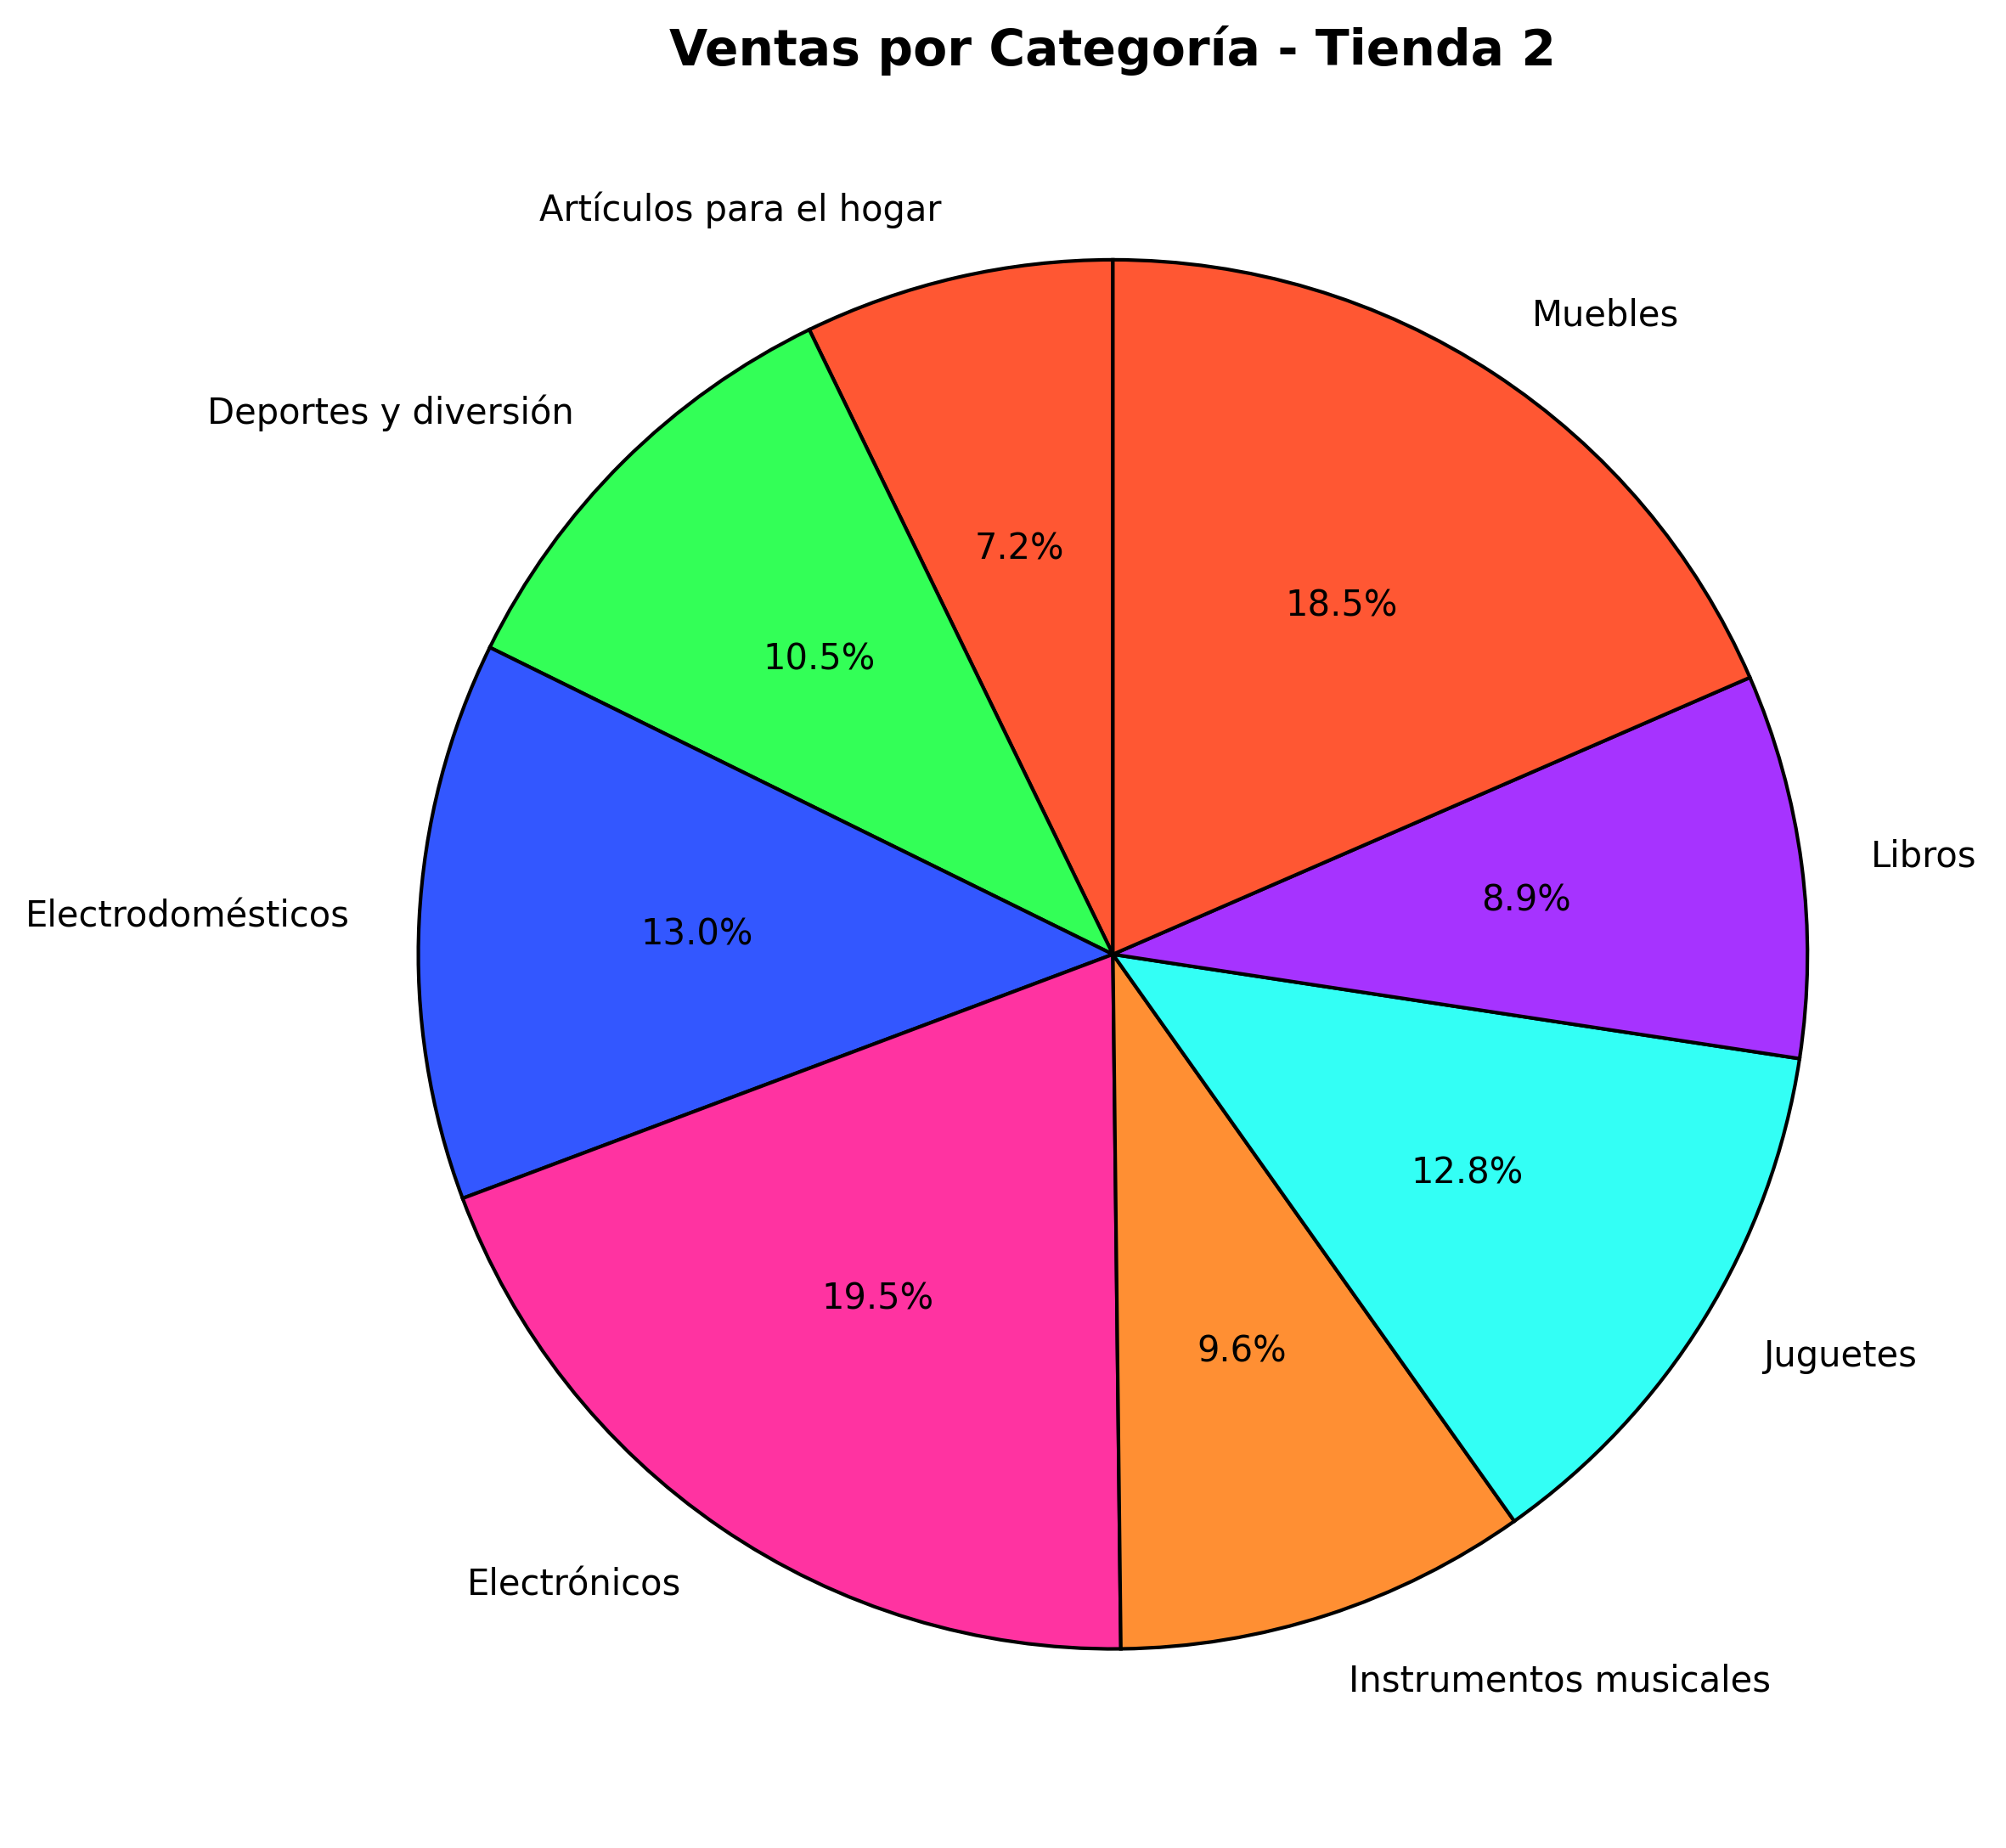 Ventas por Categoría - Tienda 2
Artículos para el hogar
Muebles
Deportes y diversión
7.2%
18.5%
10.5%
Libros
8.9%
Electrodomésticos
13.0%
12.8%
19.5%
9.6%
Juguetes
Electrónicos
Instrumentos musicales